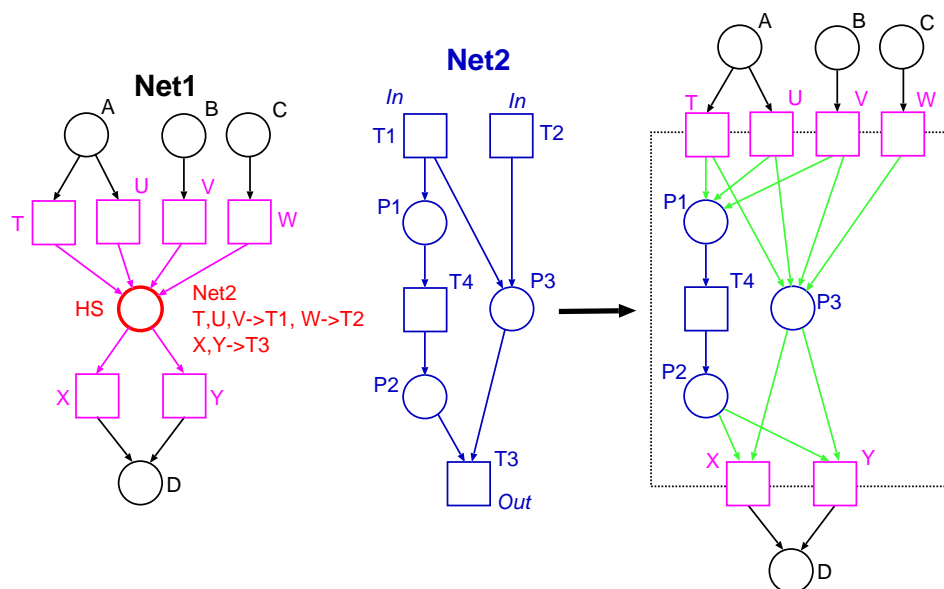 Net1
A
B
C
T
U
V
W
HS
Net2
T,U,V->T1, W->T2
X,Y->T3
X
Y
D
Net2
In
In
T1
T2
P1
T4
P3
P2
T3
Out
A
B
C
T
U
V
W
P1
T4
P3
P2
X
Y
D